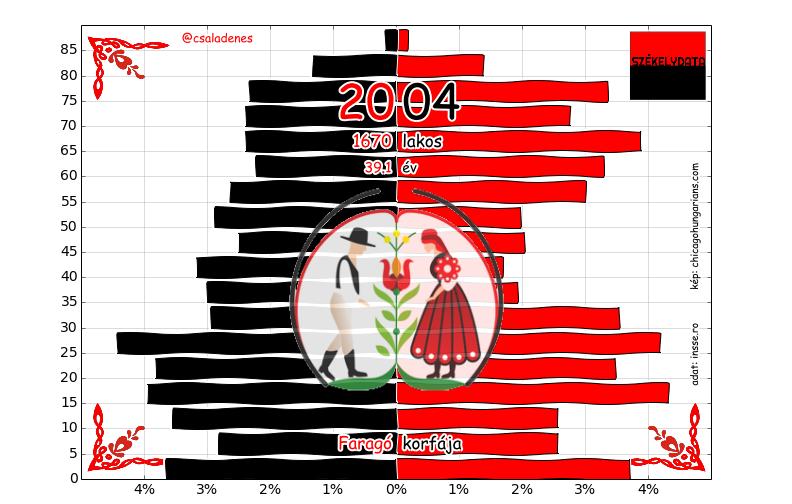 @csaladenes
SZÉKELYDATA
2004
1670 lakos
39.1 év
kép: chicagohungarians.com
adat: insse.ro
Faragó korfája
85
80
75
70
65
60
55
50
45
40
35
30
25
20
15
10
5
0
4% 3% 2% 1% 0% 1% 2% 3% 4%